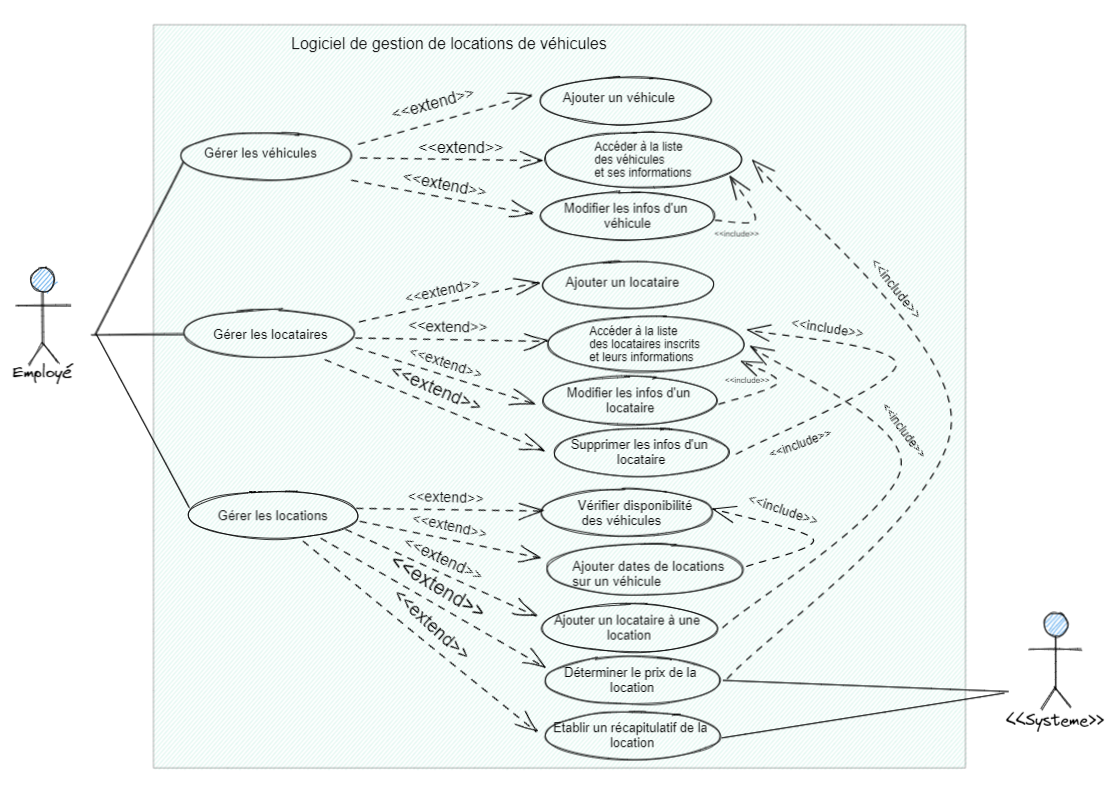 Logiciel de gestion de locations de véhicules
<<extend>>
Ajouter un véhicule
Gérer les véhicules
<<extend>>
Accèder à la liste
des véhicules
et ses informations
<<extend>>
Modifier les infos d'un
véhicule
<<include>>
<<include>>
<<extend>>
Ajouter un locataire
Gérer les locataires
<<extend>>
Accèder à la liste
des locataires inscrits
et leurs informations
<<include>>
Employé
<<extend>>
<<include>>
<<extend>>
Modifier les infos d'un
locataire
<<include>>
Supprimer les infos d'un
locataire
<<include>>
Gérer les locations
<<extend>>
Vérifier disponibilité
des véhicules
<<include>>
<<extend>>
Ajouter dates de locations
sur un véhicule
<<extend>>
<<extend>>
Ajouter un locataire à une
location
<<extend>>
Déterminer le prix de la
location
Etablir un récapitulatif de la
location
<<Systeme>>